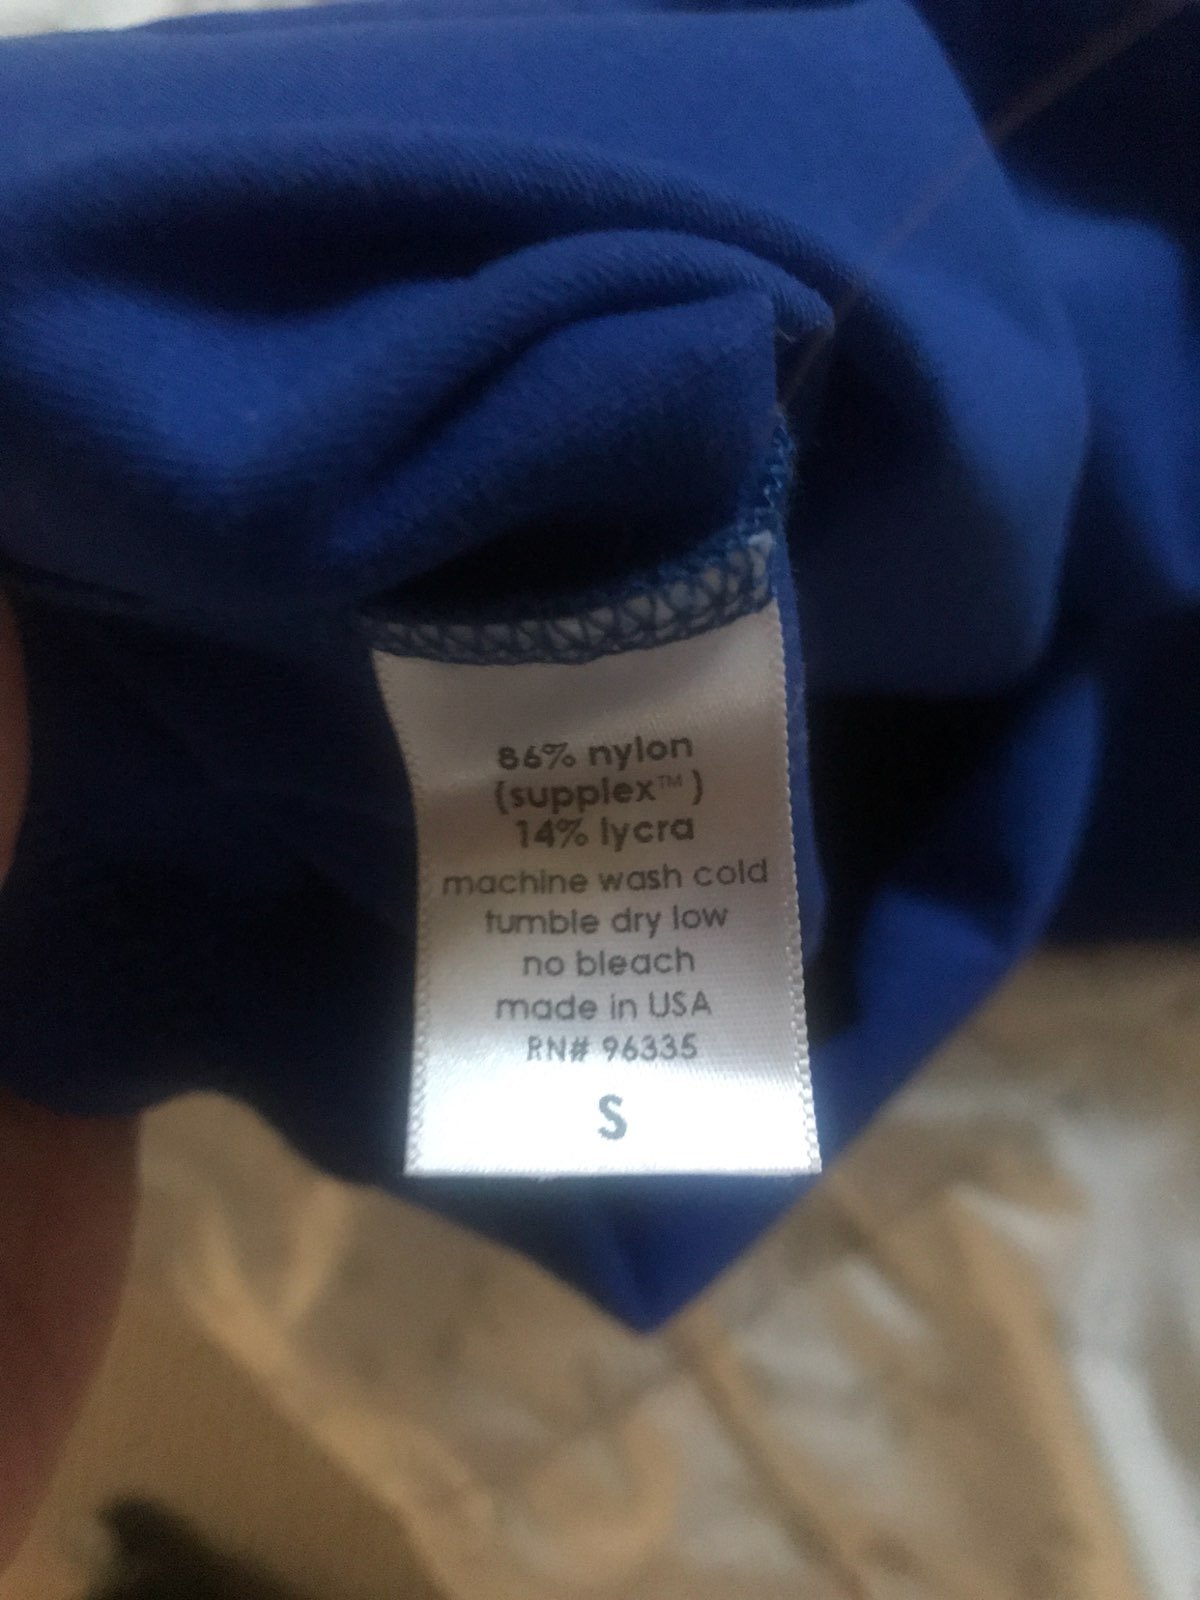 86% nylon
(supplex™)
14% lycra
machine wash cold
tumble dry low
no bleach
made in USA
RN# 96335
S